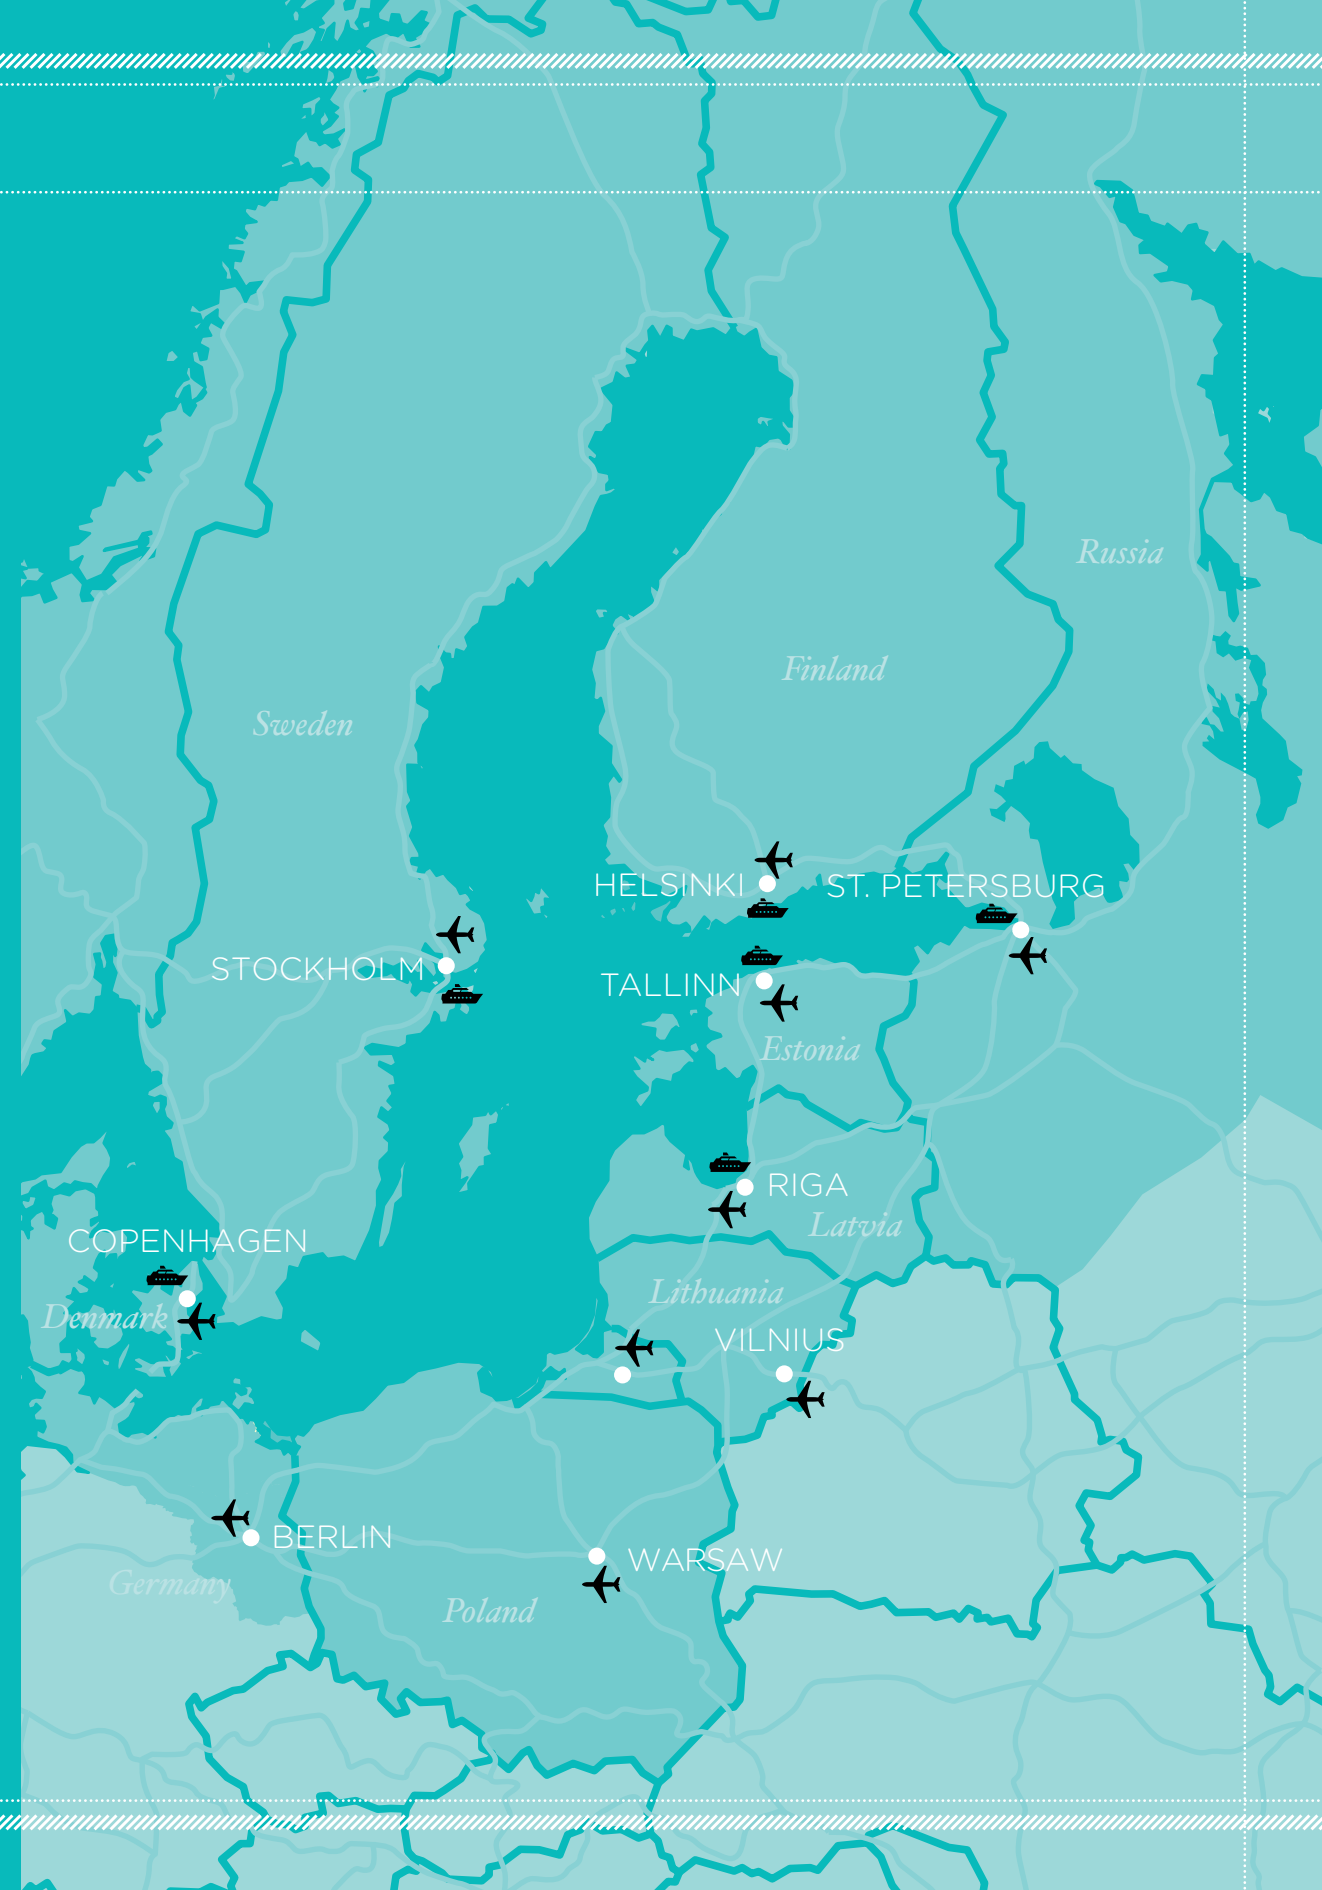 Russia
Finland
Sweden
HELSINKI
ST. PETERSBURG
STOCKHOLM
TALLINN
Estonia
RIGA
Latvia
COPENHAGEN
Denmark
Lithuania
VILNIUS
BERLIN
WARSAW
Germany
Poland